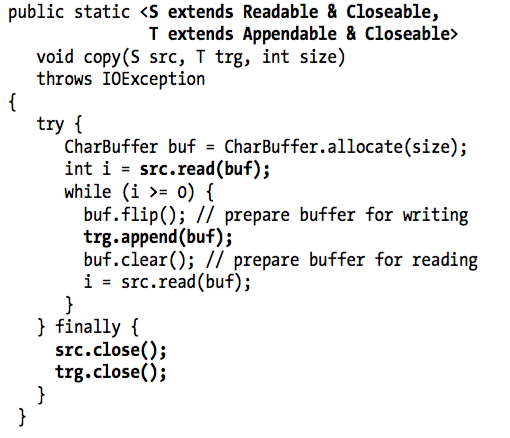 public static <S extends Readable & Closeable,
               T extends Appendable & Closeable>
   void copy(S src, T trg, int size)
   throws IOException
{
   try {
      CharBuffer buf = CharBuffer.allocate(size);
      int i = src.read(buf);
      while (i >= 0) {
        buf.flip(); // prepare buffer for writing
        trg.append(buf);
        buf.clear(); // prepare buffer for reading
        i = src.read(buf);
      }
   } finally {
     src.close();
     trg.close();
   }
 }